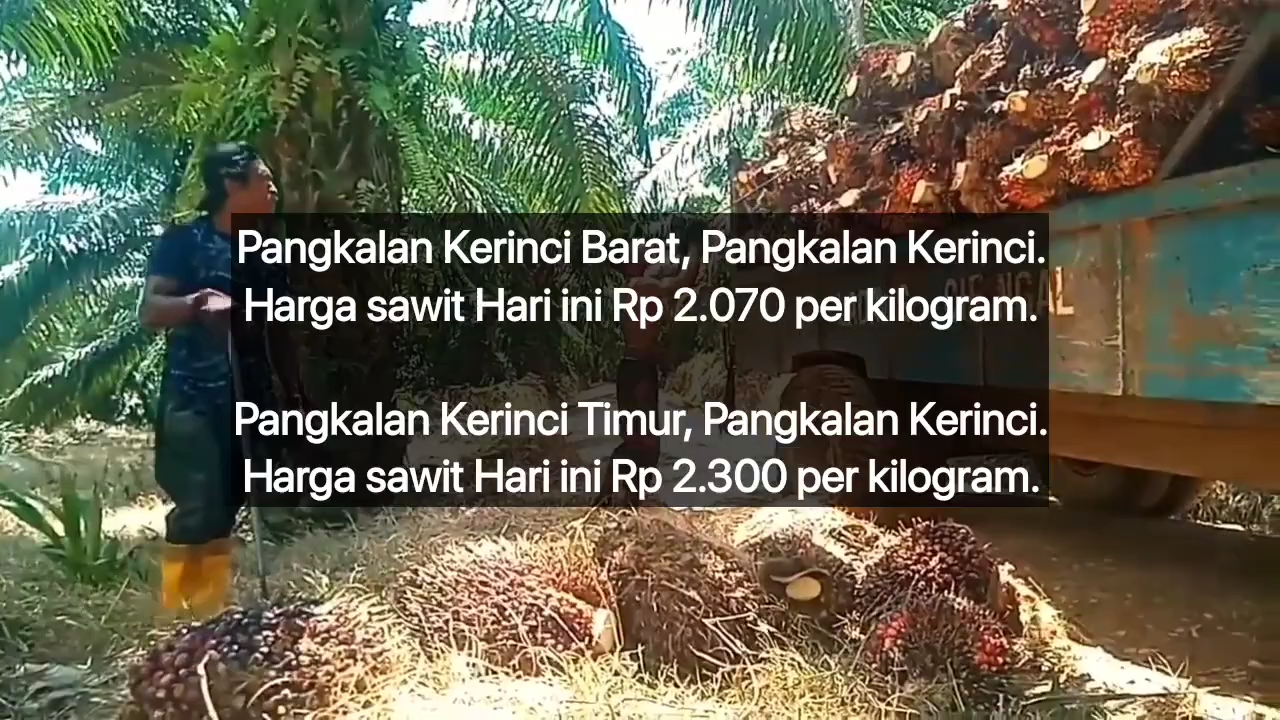 Pangkalan Kerinci Barat, Pangkalan Kerinci.
Harga sawit Hari ini Rp 2.070 per kilogram.
Pangkalan Kerinci Timur, Pangkalan Kerinci.
Harga sawit Hari ini Rp 2.300 per kilogram.